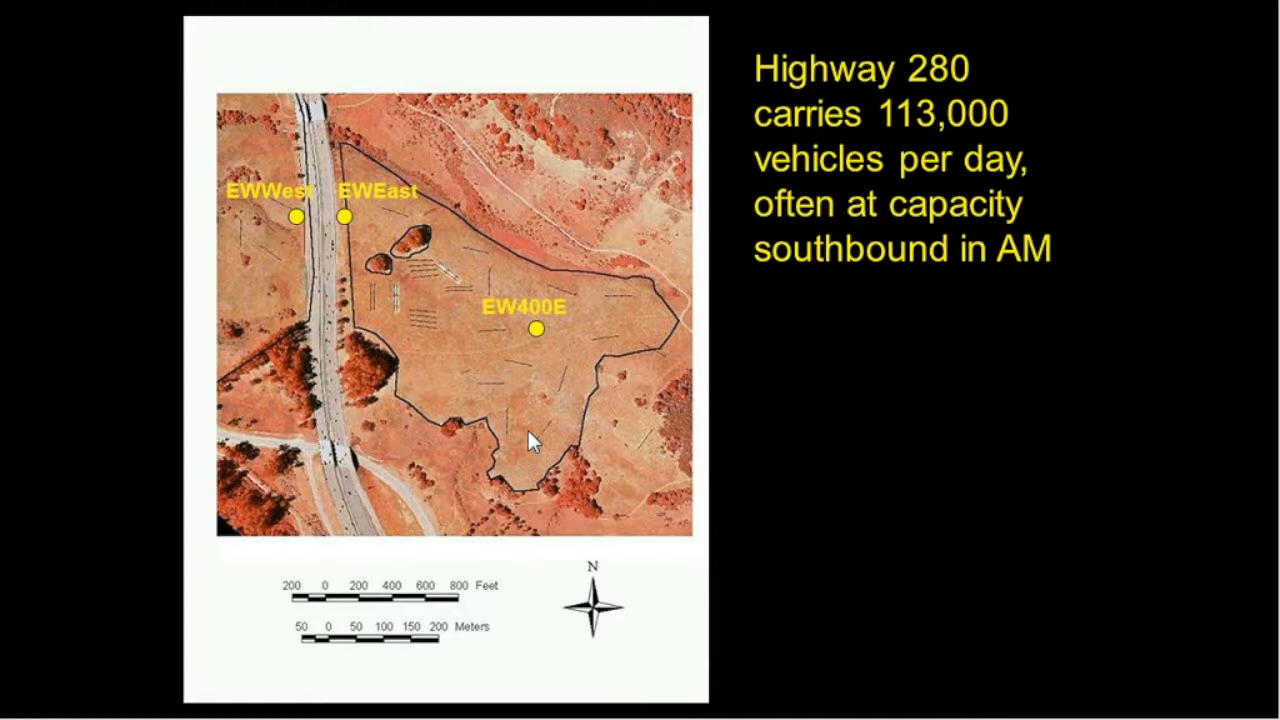 Highway 280
carries 113,000
vehicles per day,
often at capacity
southbound in AM
EWWest EWEast
EW400E
N
200 0 200 400 600 800 Feet
50 0 50 100 150 200 Meters